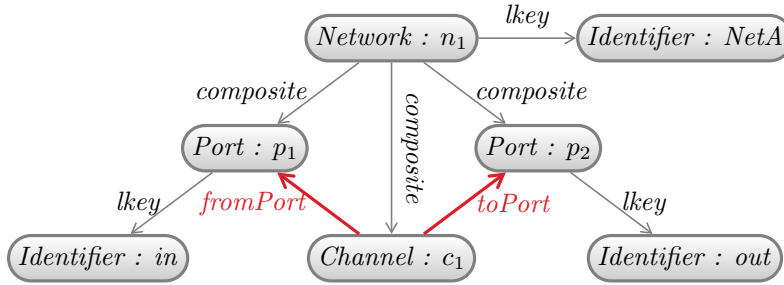 lkey
Network : n₁
Identifier : NetA
composite
composite
composite
Port : p₁
Port : p₂
lkey
fromPort
toPort
lkey
Identifier : in
Channel : c₁
Identifier : out